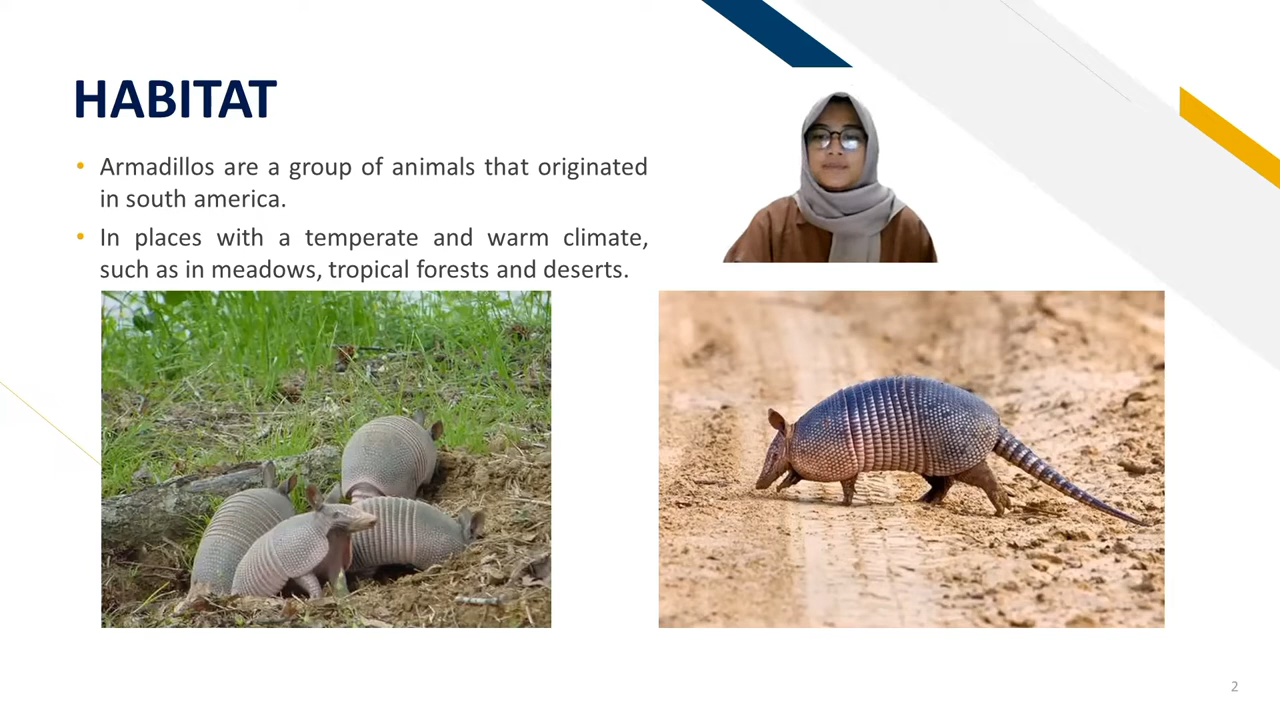 HABITAT
• Armadillos are a group of animals that originated
in south america.
• In places with a temperate and warm climate,
such as in meadows, tropical forests and deserts.
2